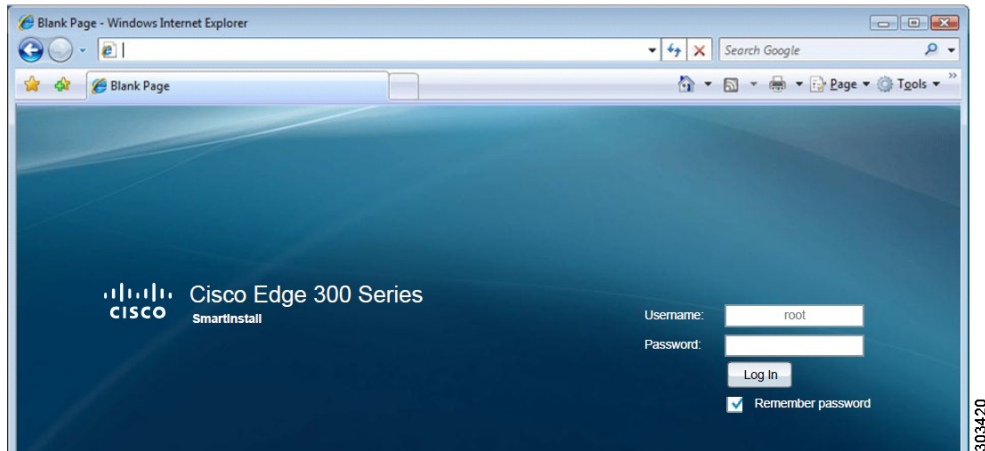 Blank Page - Windows Internet Explorer
Search Google
Blank Page
Page
Tools
CISCO
Cisco Edge 300 Series
SmartInstall
Username:
root
Password:
Log In
Remember password
303420